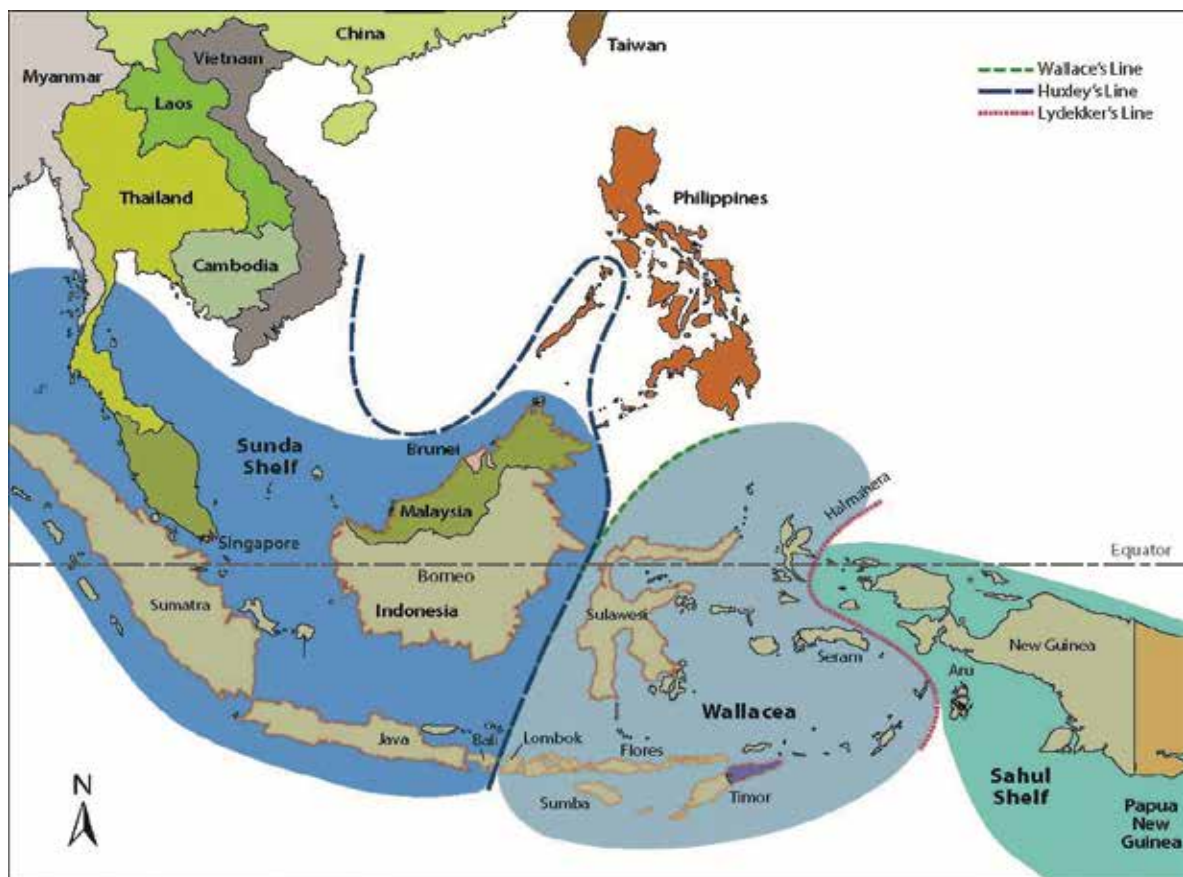 China
Taiwan
Myanmar
Vietnam
Laos
Wallace's Line
Huxley's Line
Lydekker's Line
Thailand
Philippines
Cambodia
Sunda
Shelf
Brunei
Malaysia
Singapore
Halmahera
Equator
Borneo
Indonesia
Sumatra
Sulawesi
Seram
New Guinea
Aru
Wallacea
Java
Bali
Lombok
Flores
Sumba
Timor
Sahul
Shelf
Papua
New
Guinea
N